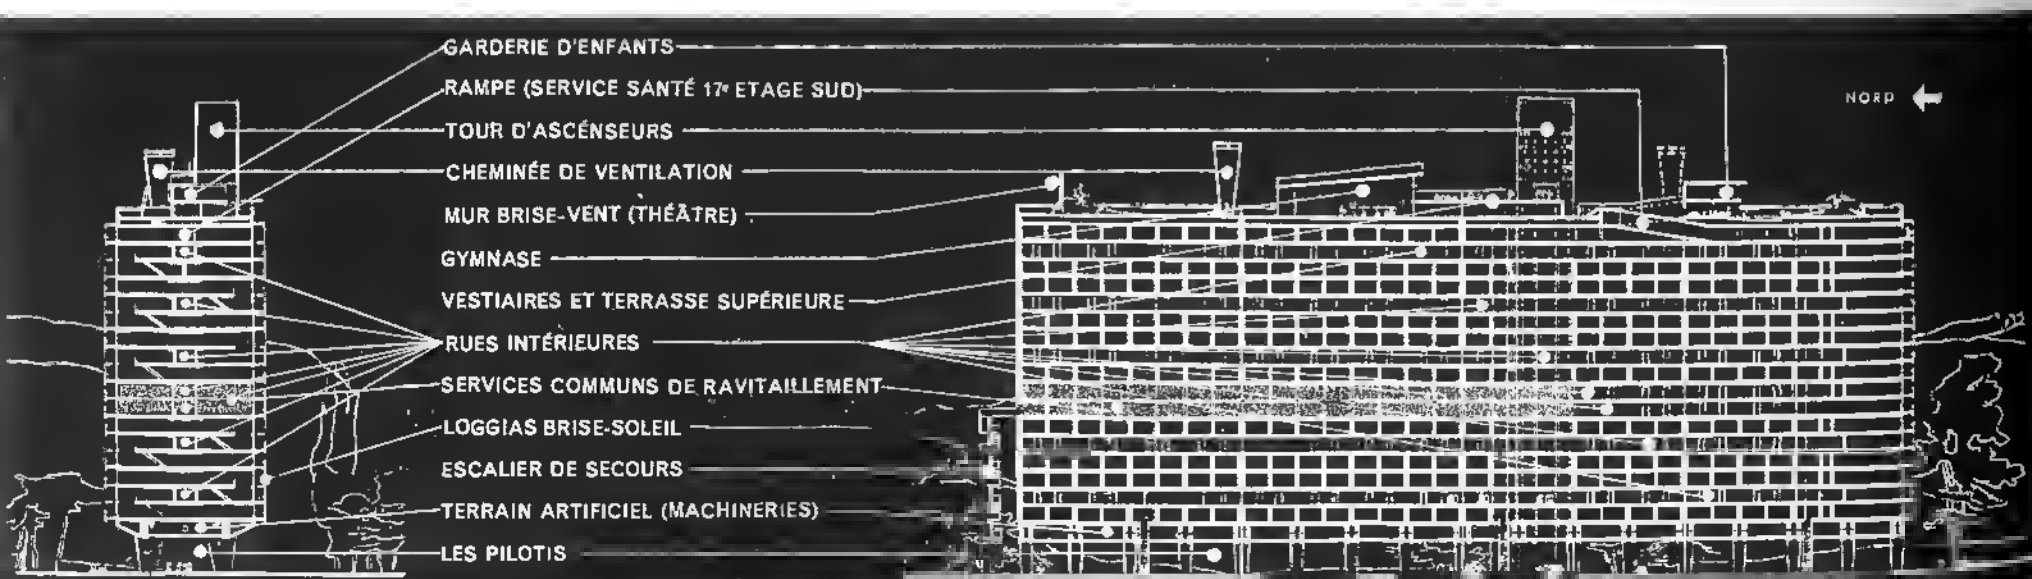 GARDERIE D'ENFANTS
RAMPE (SERVICE SANTÉ 17e ETAGE SUD)
NORD
TOUR D'ASCÉNSEURS
CHEMINÉE DE VENTILATION
MUR BRISE-VENT (THÉÂTRE)
GYMNASE
VESTIAIRES ET TERRASSE SUPÉRIEURE
RUES INTÉRIEURES
SERVICES COMMUNS DE RAVITAILLEMENT
LOGGIAS BRISE-SOLEIL
ESCALIER DE SECOURS
TERRAIN ARTIFICIEL (MACHINERIES)
LES PILOTIS